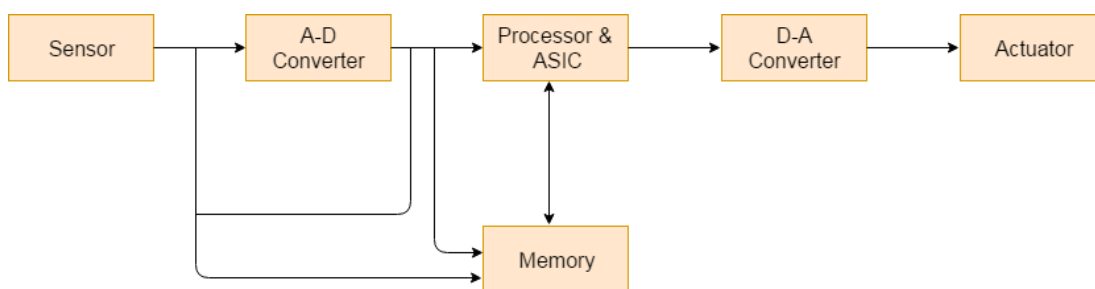 Sensor
A-D
Converter
Processor &
ASIC
D-A
Converter
Actuator
Memory